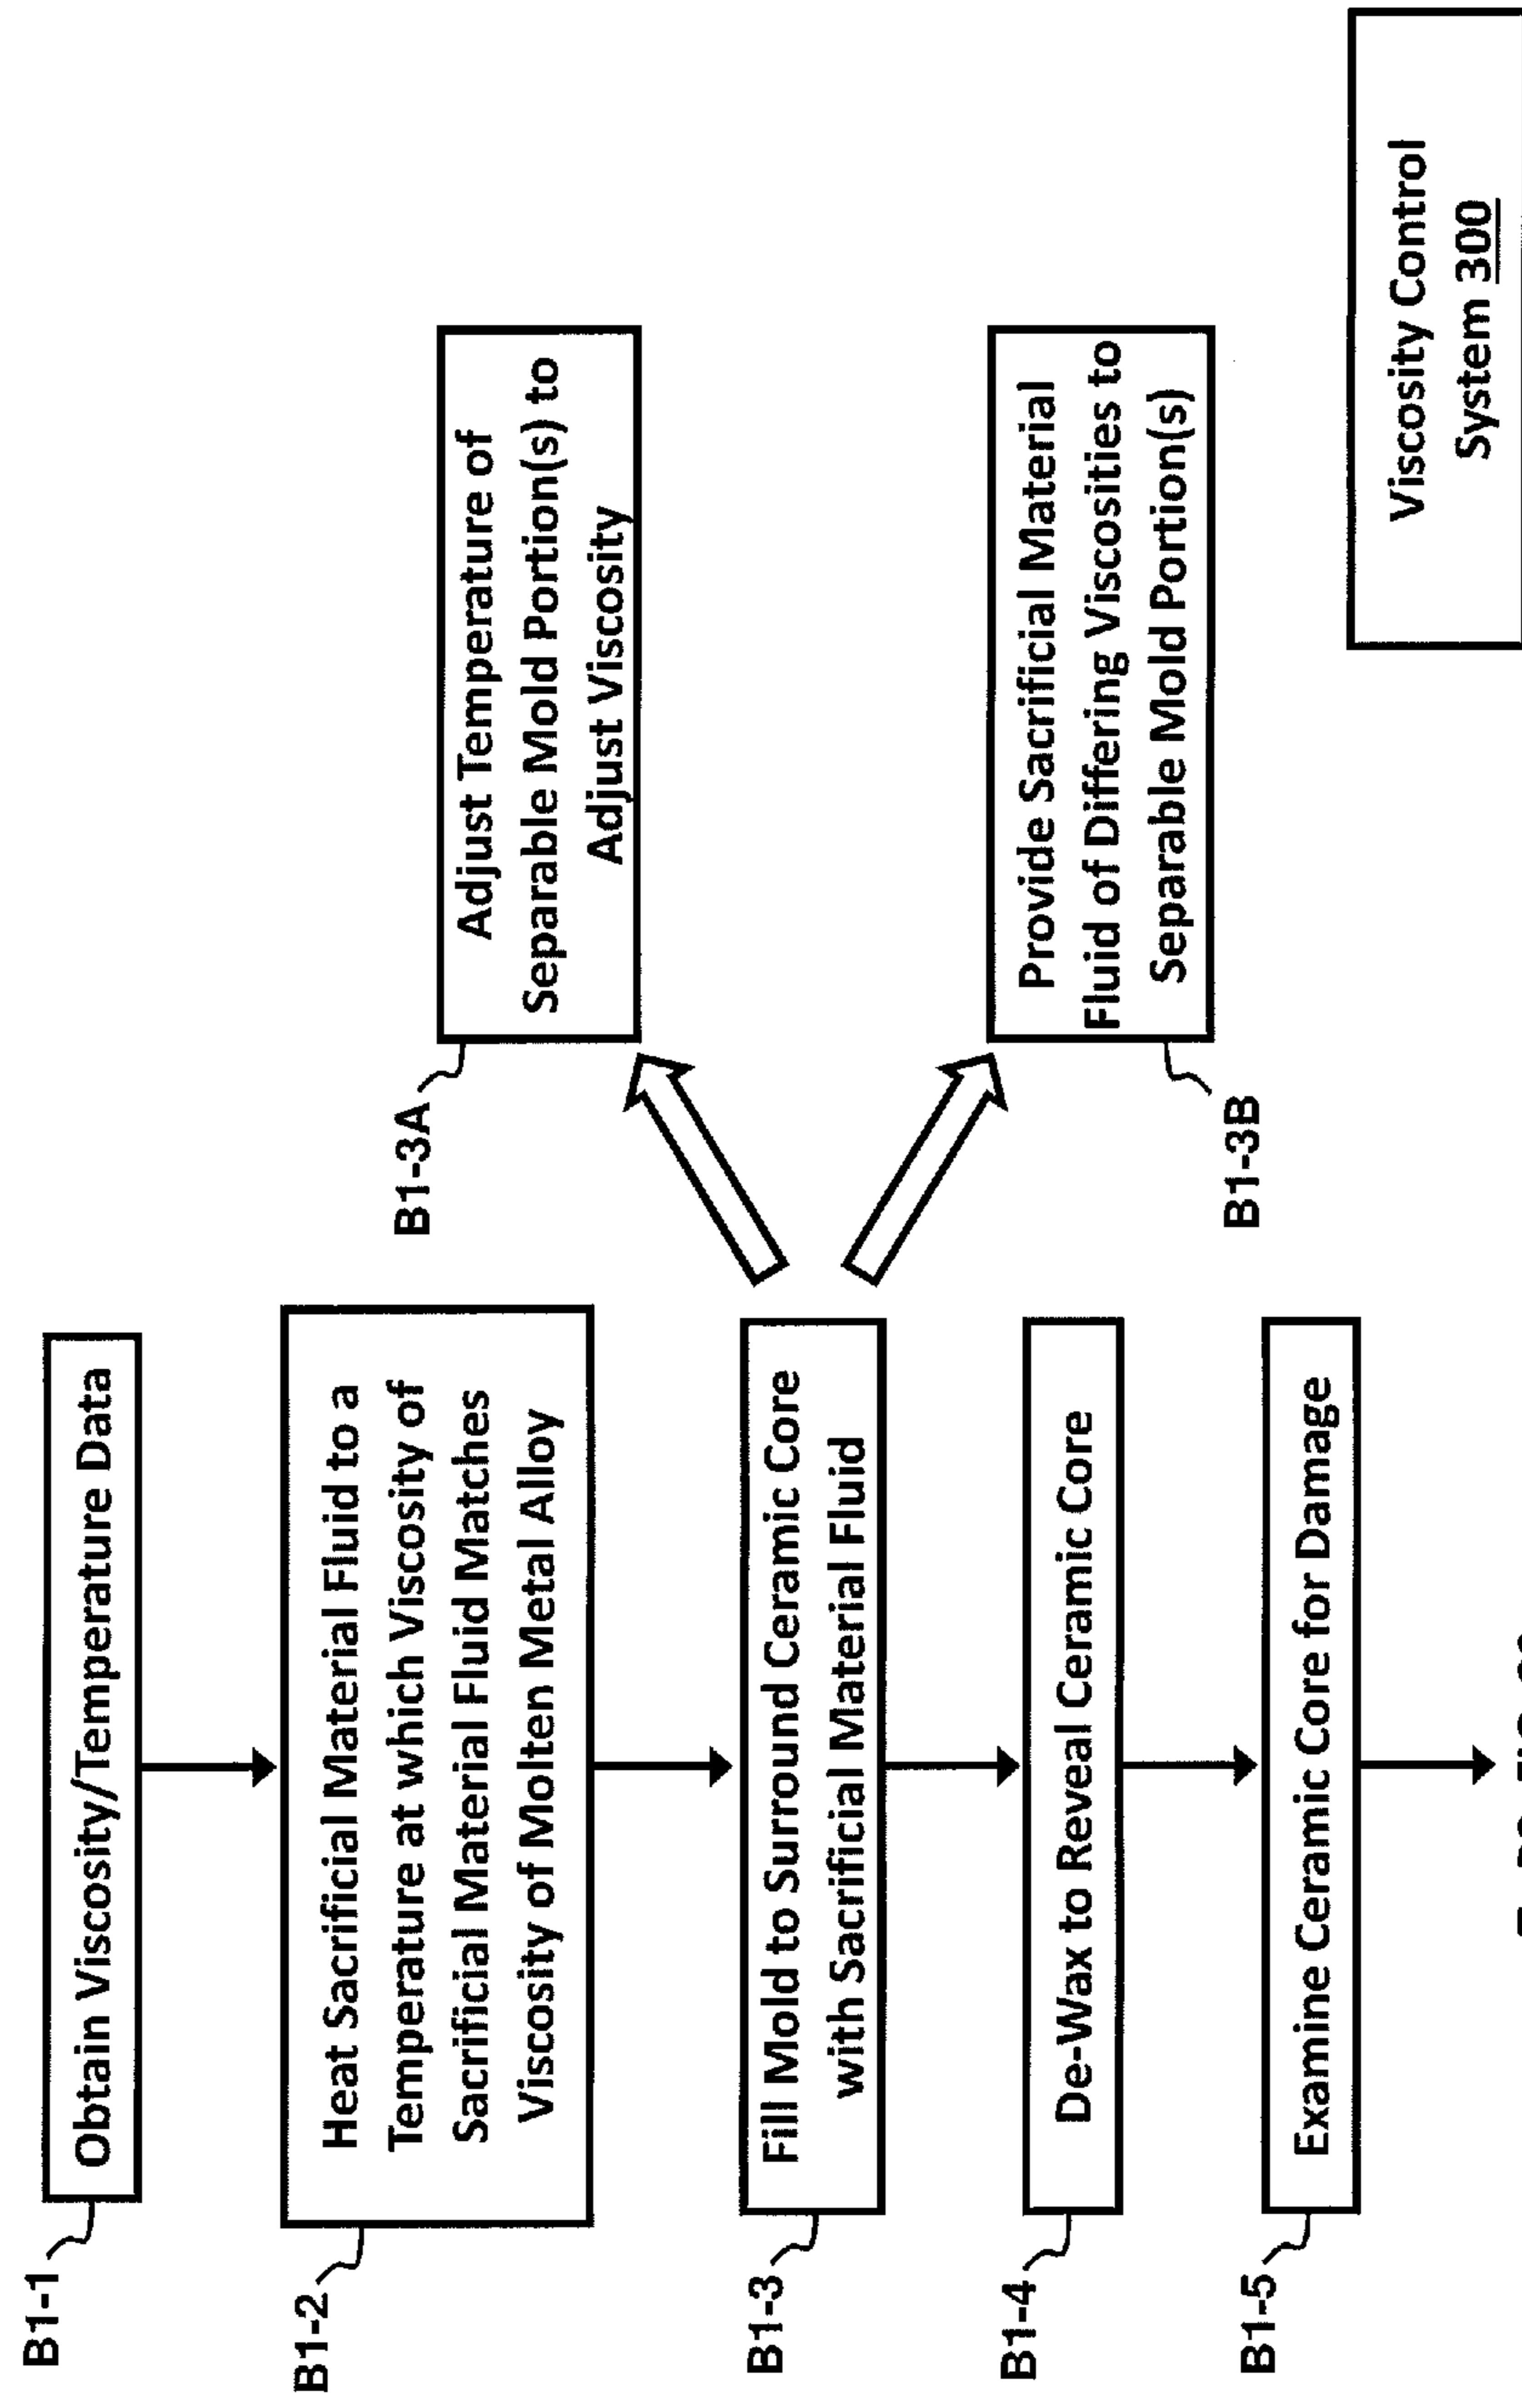 B1-1
Obtain Viscosity/Temperature Data
B1-2
Heat Sacrificial Material Fluid to a
Temperature at which Viscosity of
Sacrificial Material Fluid Matches
Viscosity of Molten Metal Alloy
B1-3
Fill Mold to Surround Ceramic Core
with Sacrificial Material Fluid
B1-3A
Adjust Temperature of
Separable Mold Portion(s) to
Adjust Viscosity
B1-3B
Provide Sacrificial Material
Fluid of Differing Viscosities to
Separable Mold Portion(s)
B1-4
De-Wax to Reveal Ceramic Core
B1-5
Examine Ceramic Core for Damage
Viscosity Control
System 300